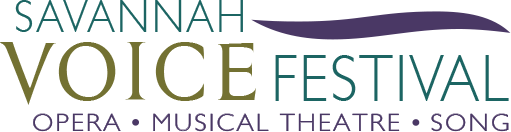 SAVANNAH
VOICE FESTIVAL
OPERA • MUSICAL THEATRE • SONG